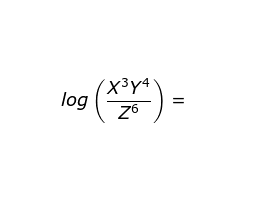 log (X³Y⁴/Z⁶) =